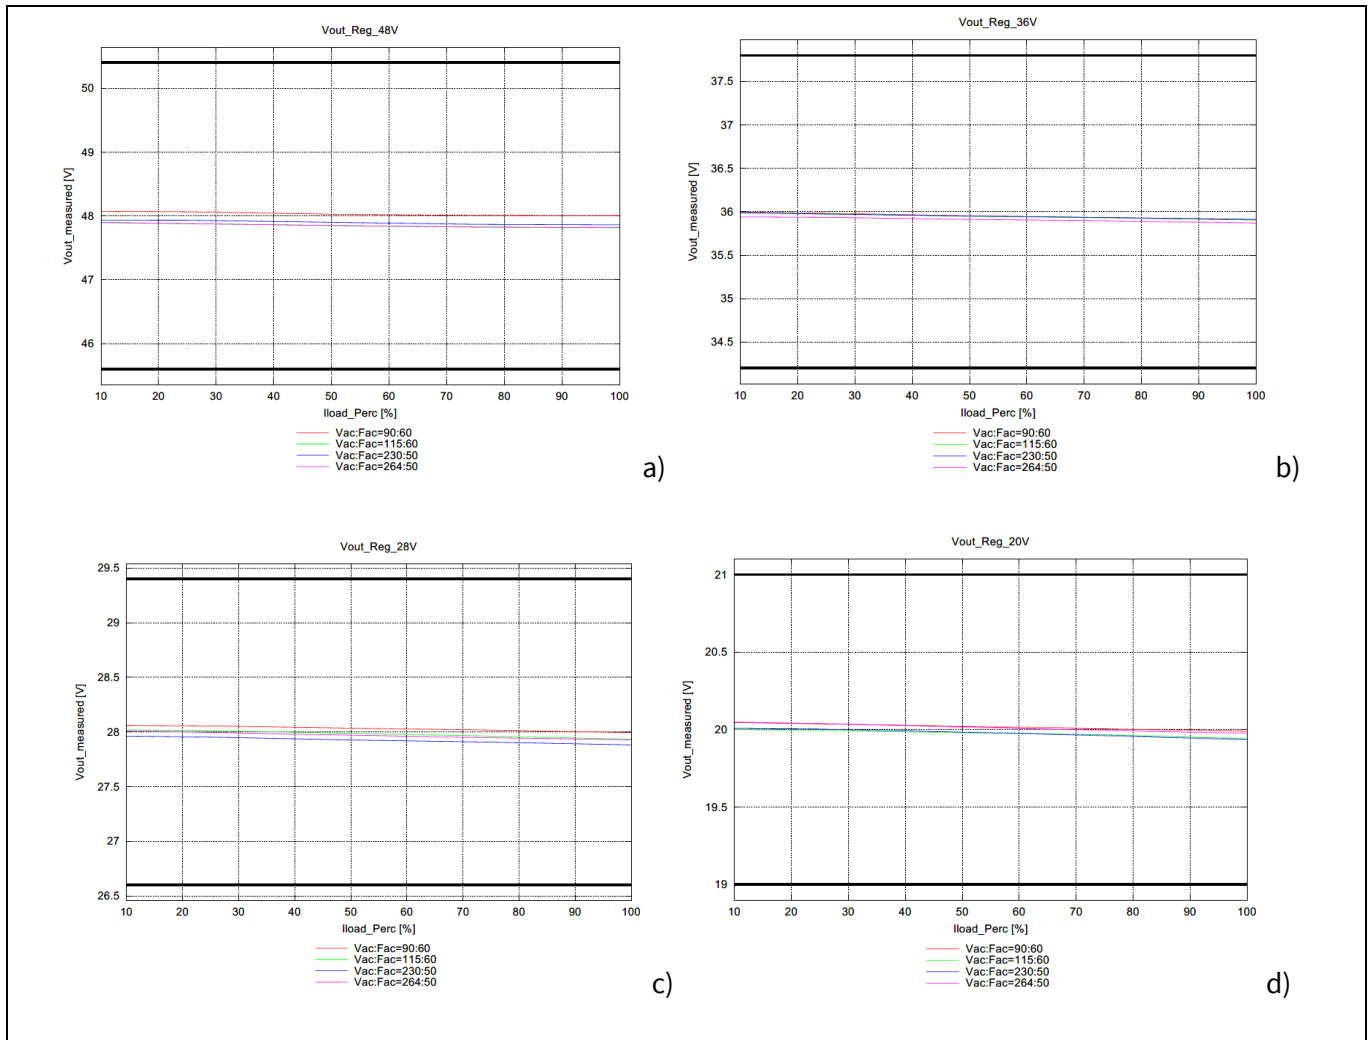 Vout_Reg_48V
50
49
48
47
46
Vout_measured [V]
10 20 30 40 50 60 70 80 90 100
Iload_Perc [%]
Vac:Fac=90:60
Vac:Fac=115:60
Vac:Fac=230:50
Vac:Fac=264:50
a)
Vout_Reg_36V
37.5
37
36.5
36
35.5
35
34.5
Vout_measured [V]
10 20 30 40 50 60 70 80 90 100
Iload_Perc [%]
Vac:Fac=90:60
Vac:Fac=115:60
Vac:Fac=230:50
Vac:Fac=264:50
b)
Vout_Reg_28V
29.5
29
28.5
28
27.5
27
26.5
Vout_measured [V]
10 20 30 40 50 60 70 80 90 100
Iload_Perc [%]
Vac:Fac=90:60
Vac:Fac=115:60
Vac:Fac=230:50
Vac:Fac=264:50
c)
Vout_Reg_20V
21
20.5
20
19.5
19
Vout_measured [V]
10 20 30 40 50 60 70 80 90 100
Iload_Perc [%]
Vac:Fac=90:60
Vac:Fac=115:60
Vac:Fac=230:50
Vac:Fac=264:50
d)